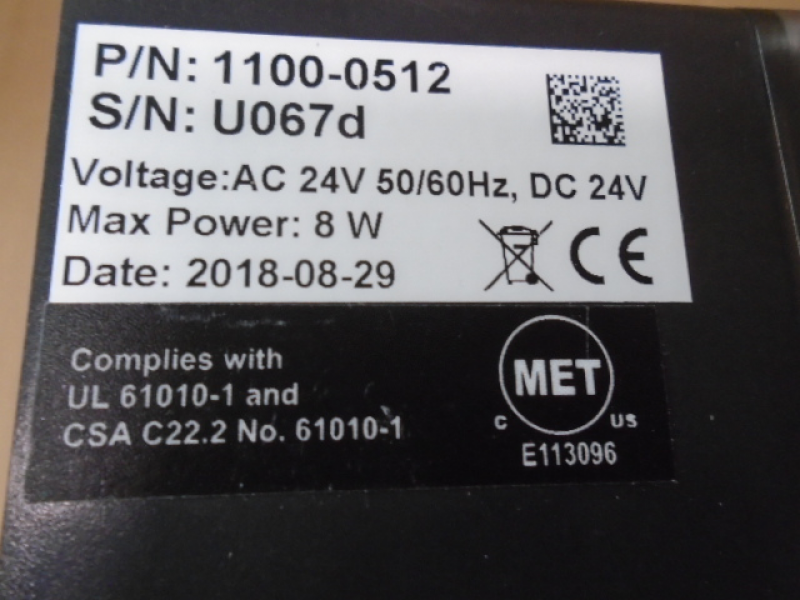 P/N: 1100-0512
S/N: U067d
Voltage:AC 24V 50/60Hz, DC 24V
Max Power: 8 W
Date: 2018-08-29
CE
Complies with
UL 61010-1 and
CSA C22.2 No. 61010-1
MET
C US
E113096